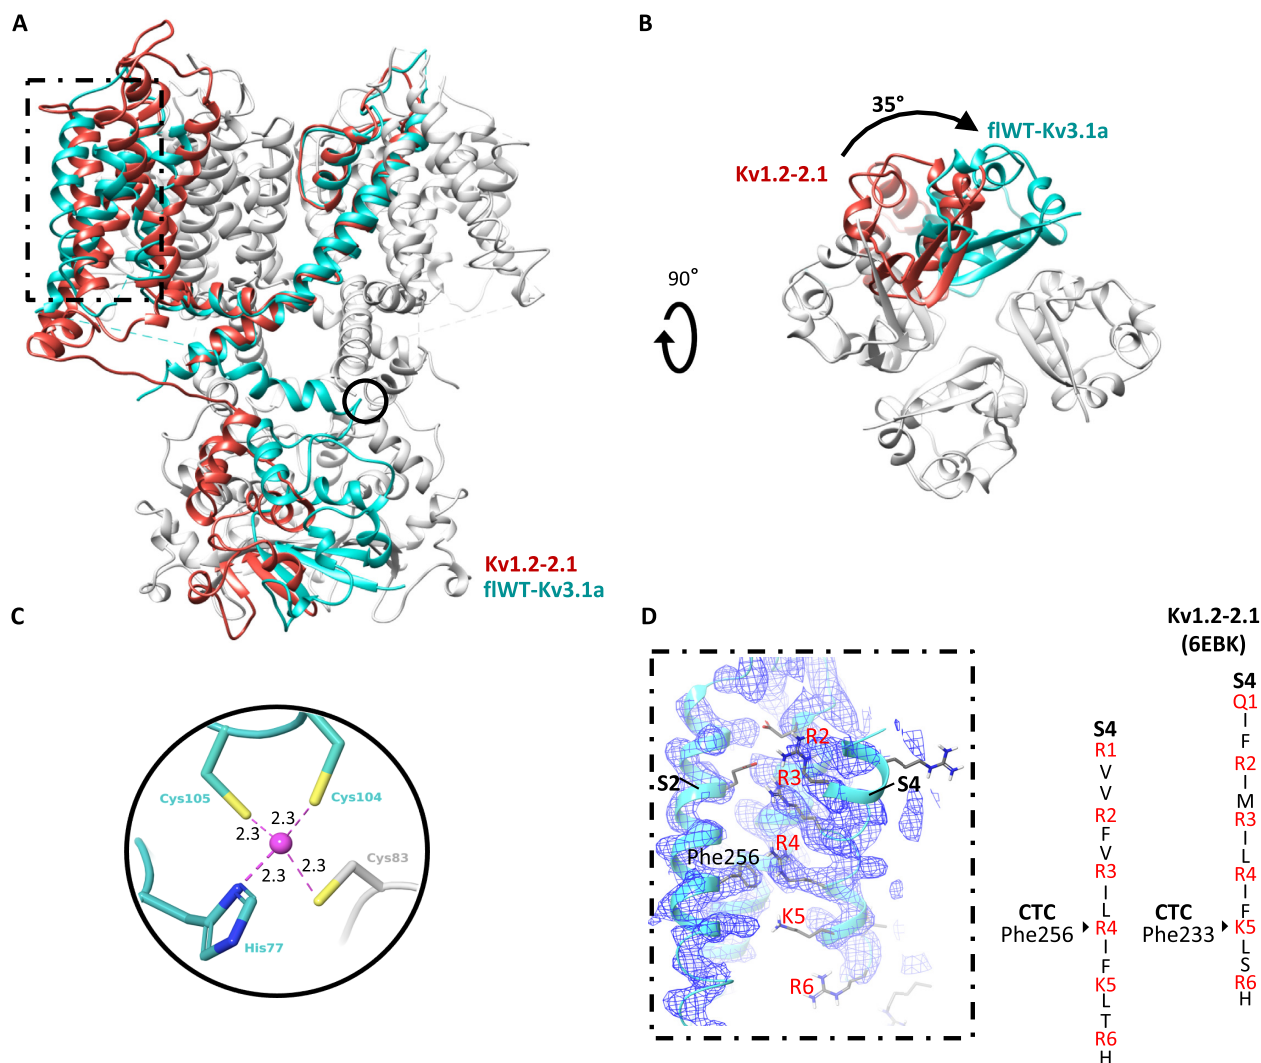 A
B
35°
flWT-Kv3.1a
Kv1.2-2.1
90°
Kv1.2-2.1
flWT-Kv3.1a
C
Cys105
Cys104
2.3
2.3
2.3
2.3
Cys83
His77
D
S2
R2
R3
S4
R4
Phe256
K5
R6
S4
R1
V
V
R2
F
V
R3
I
L
R4
I
F
K5
L
T
R6
H
CTC
Phe256
Kv1.2-2.1
(6EBK)
S4
Q1
I
F
R2
I
M
R3
I
L
R4
I
F
K5
L
S
R6
H
CTC
Phe233